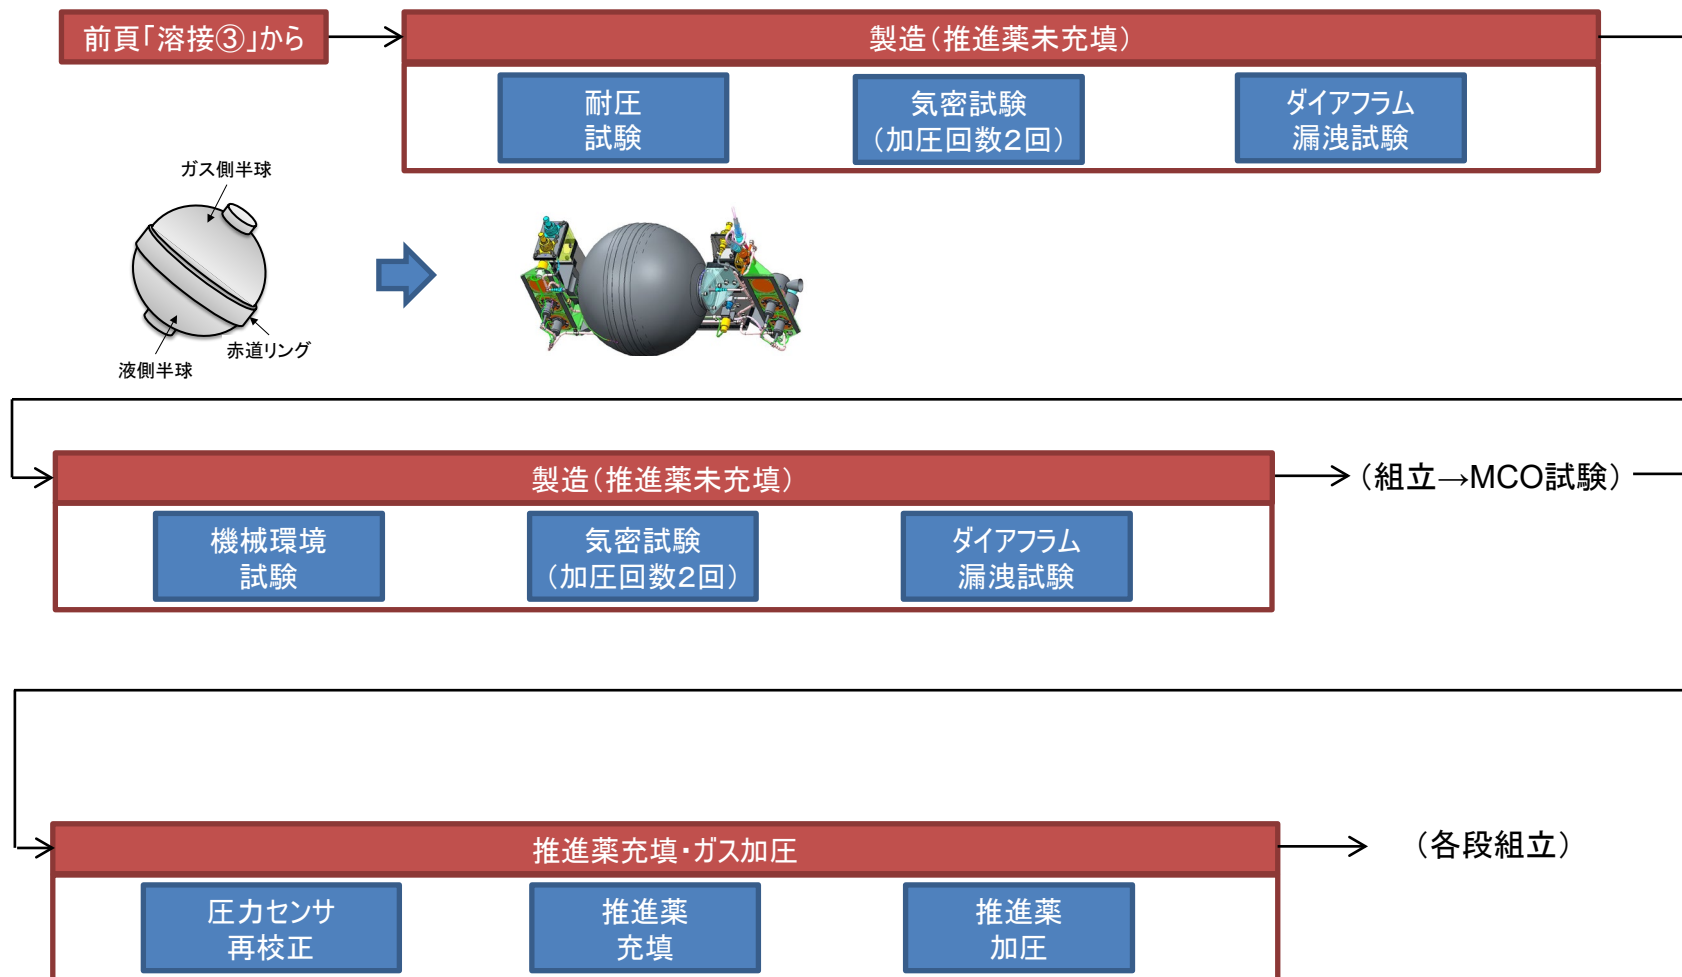 前頁「溶接③」から
製造（推進薬未充填）
耐圧
試験
気密試験
（加圧回数２回）
ダイアフラム
漏洩試験
ガス側半球
赤道リング
液側半球
製造（推進薬未充填）
機械環境
試験
気密試験
（加圧回数２回）
ダイアフラム
漏洩試験
（組立→MCO試験）
推進薬充填・ガス加圧
圧力センサ
再校正
推進薬
充填
推進薬
加圧
（各段組立）